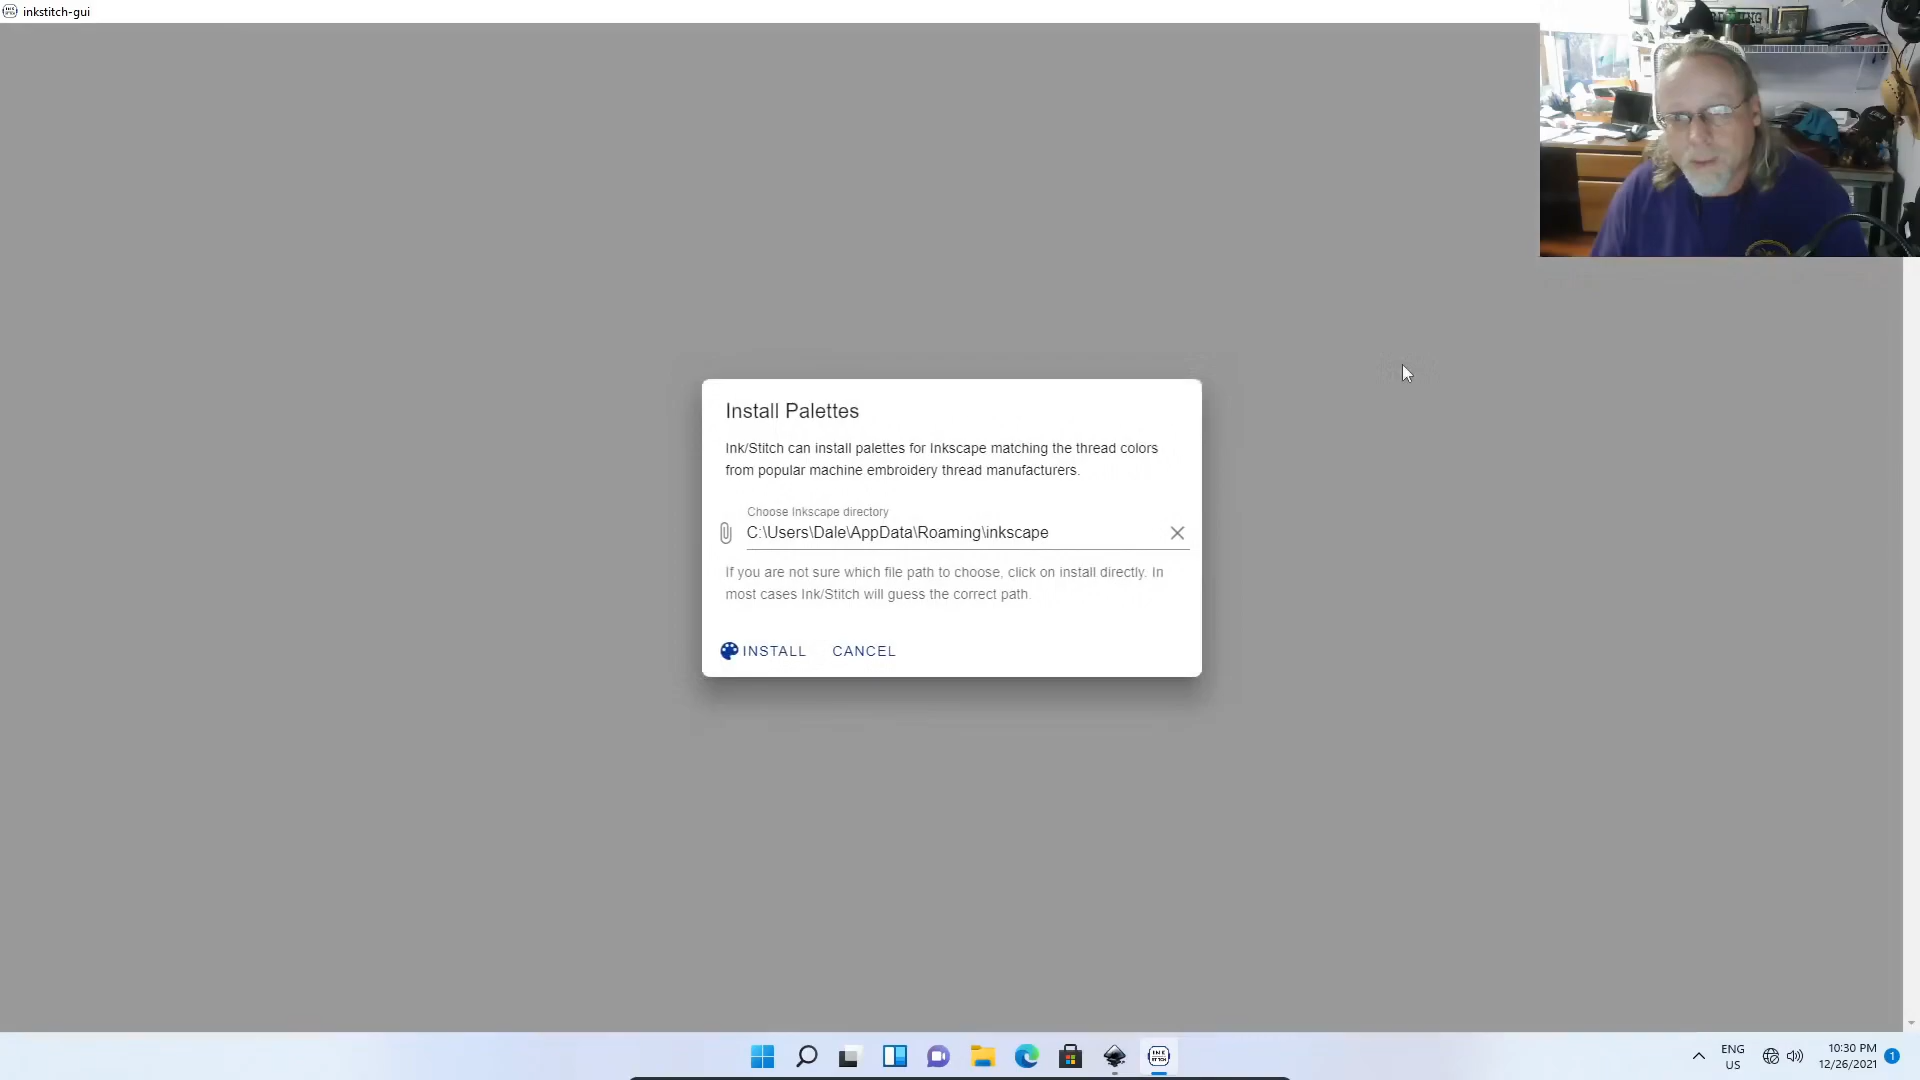 inkstitch-gui
Install Palettes
Ink/Stitch can install palettes for Inkscape matching the thread colors
from popular machine embroidery thread manufacturers.
Choose Inkscape directory
C:\Users\Dale\AppData\Roaming\inkscape
If you are not sure which file path to choose, click on install directly. In
most cases Ink/Stitch will guess the correct path.
INSTALL CANCEL
ENG
US
10:30 PM
12/26/2021
1